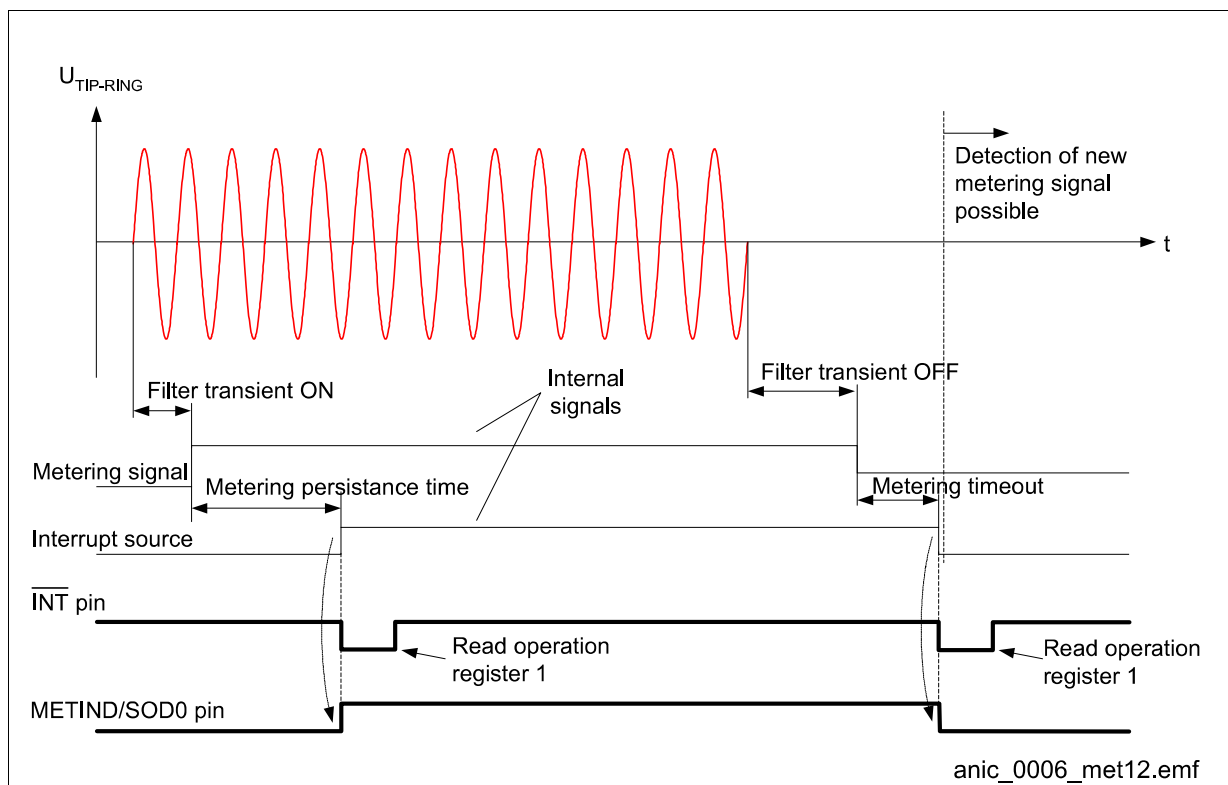 U_TIP-RING
Detection of new
metering signal
possible
t
Filter transient ON
Internal
signals
Filter transient OFF
Metering signal
Metering persistance time
Metering timeout
Interrupt source
INT pin
Read operation
register 1
Read operation
register 1
METIND/SOD0 pin
anic_0006_met12.emf